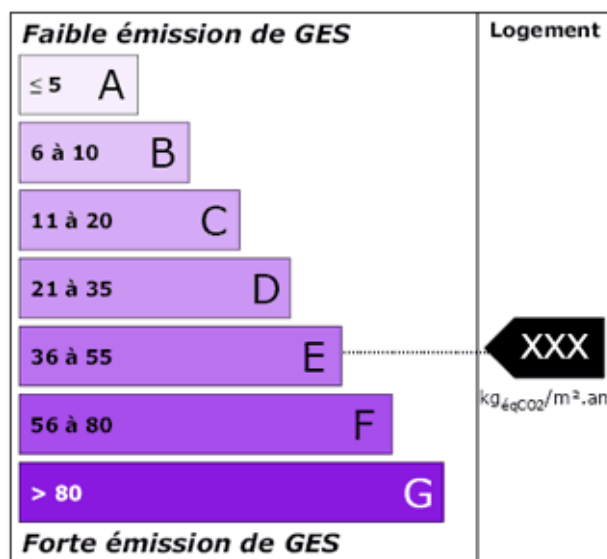 Faible émission de GES
Logement
≤ 5 A
6 à 10 B
11 à 20 C
21 à 35 D
36 à 55 E
XXX
kgéqCO2/m².an
56 à 80 F
> 80 G
Forte émission de GES